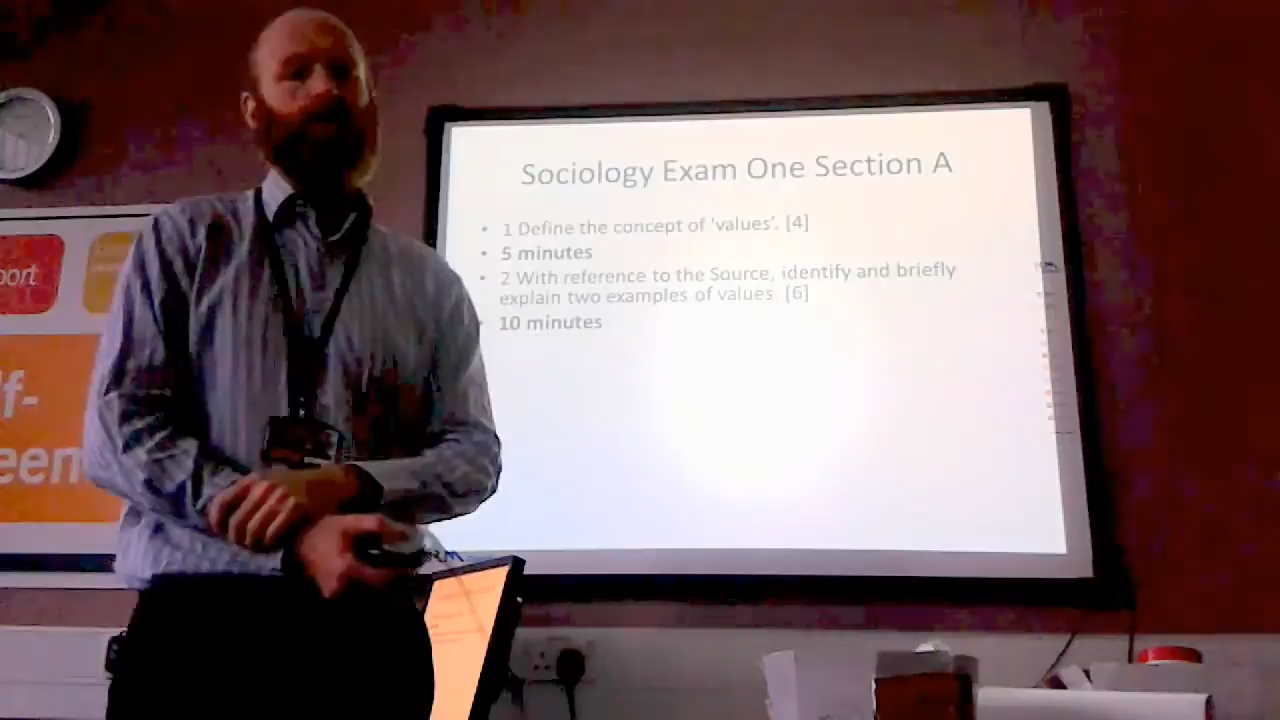 Sociology Exam One Section A
• 1 Define the concept of 'values'. [4]
• 5 minutes
• 2 With reference to the Source, identify and briefly
explain two examples of values. [6]
• 10 minutes
port
f-
een